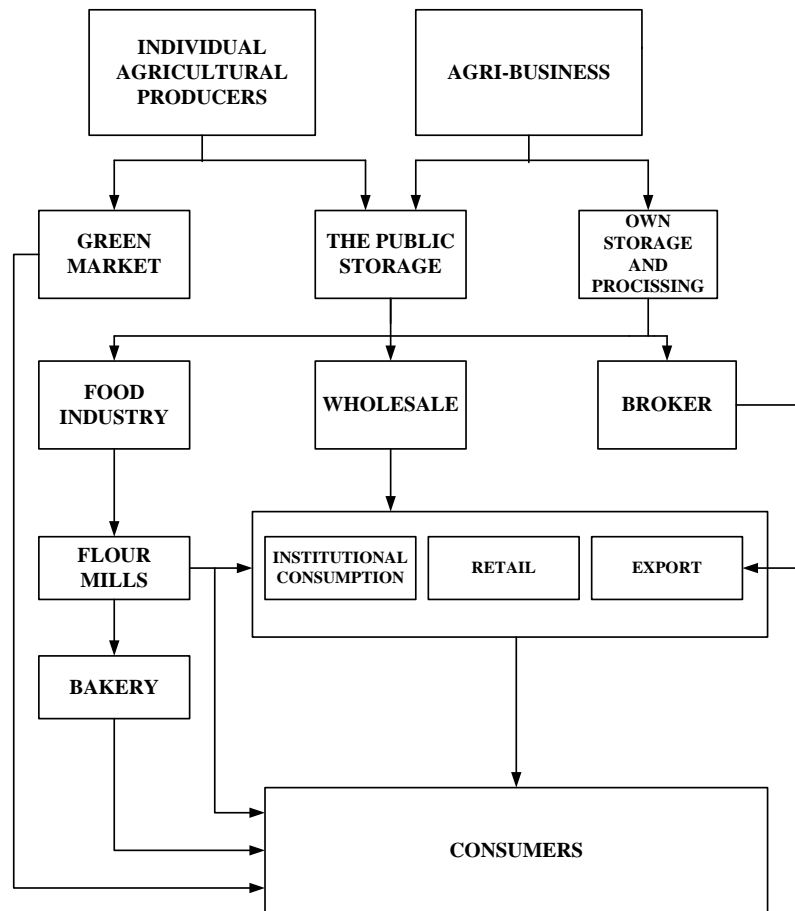 INDIVIDUAL
AGRICULTURAL
PRODUCERS
AGRI-BUSINESS
GREEN
MARKET
THE PUBLIC
STORAGE
OWN
STORAGE
AND
PROCISSING
FOOD
INDUSTRY
WHOLESALE
BROKER
FLOUR
MILLS
INSTITUTIONAL
CONSUMPTION
RETAIL
EXPORT
BAKERY
CONSUMERS